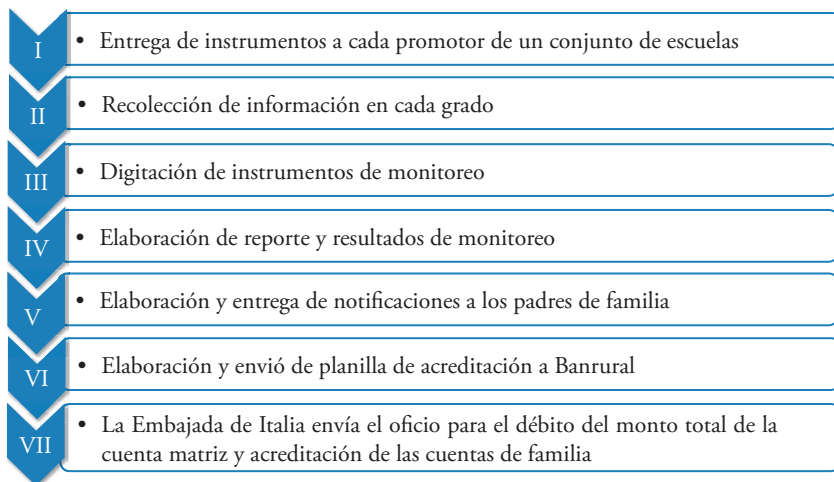 I
• Entrega de instrumentos a cada promotor de un conjunto de escuelas
II
• Recolección de información en cada grado
III
• Digitación de instrumentos de monitoreo
IV
• Elaboración de reporte y resultados de monitoreo
V
• Elaboración y entrega de notificaciones a los padres de familia
VI
• Elaboración y envió de planilla de acreditación a Banrural
VII
• La Embajada de Italia envía el oficio para el débito del monto total de la
cuenta matriz y acreditación de las cuentas de familia